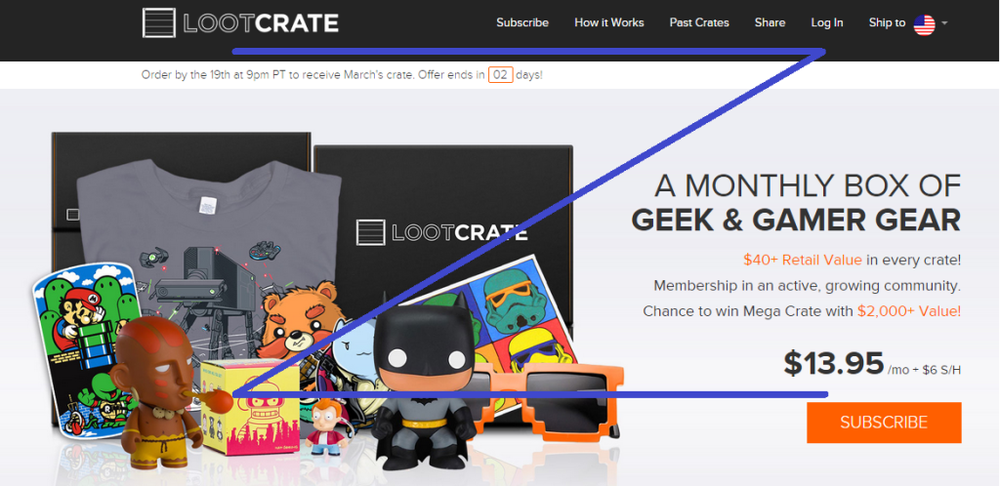 LOOTCRATE
Subscribe How it Works Past Crates Share Log In Ship to
Order by the 19th at 9pm PT to receive March's crate. Offer ends in 02 days!
A MONTHLY BOX OF
GEEK & GAMER GEAR
LOOTCRATE
$40+ Retail Value in every crate!
Membership in an active, growing community.
Chance to win Mega Crate with $2,000+ Value!
$13.95 /mo + $6 S/H
SUBSCRIBE